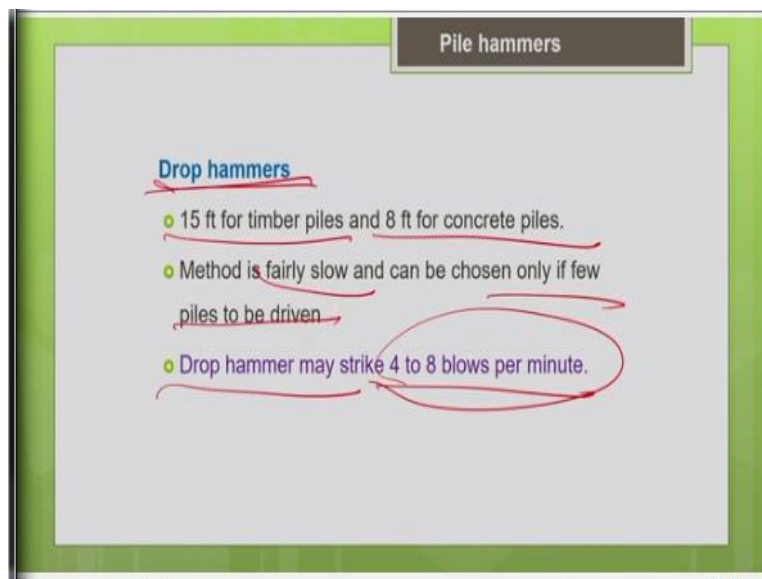 Pile hammers
Drop hammers
15 ft for timber piles and 8 ft for concrete piles.
Method is fairly slow and can be chosen only if few
piles to be driven
Drop hammer may strike 4 to 8 blows per minute.